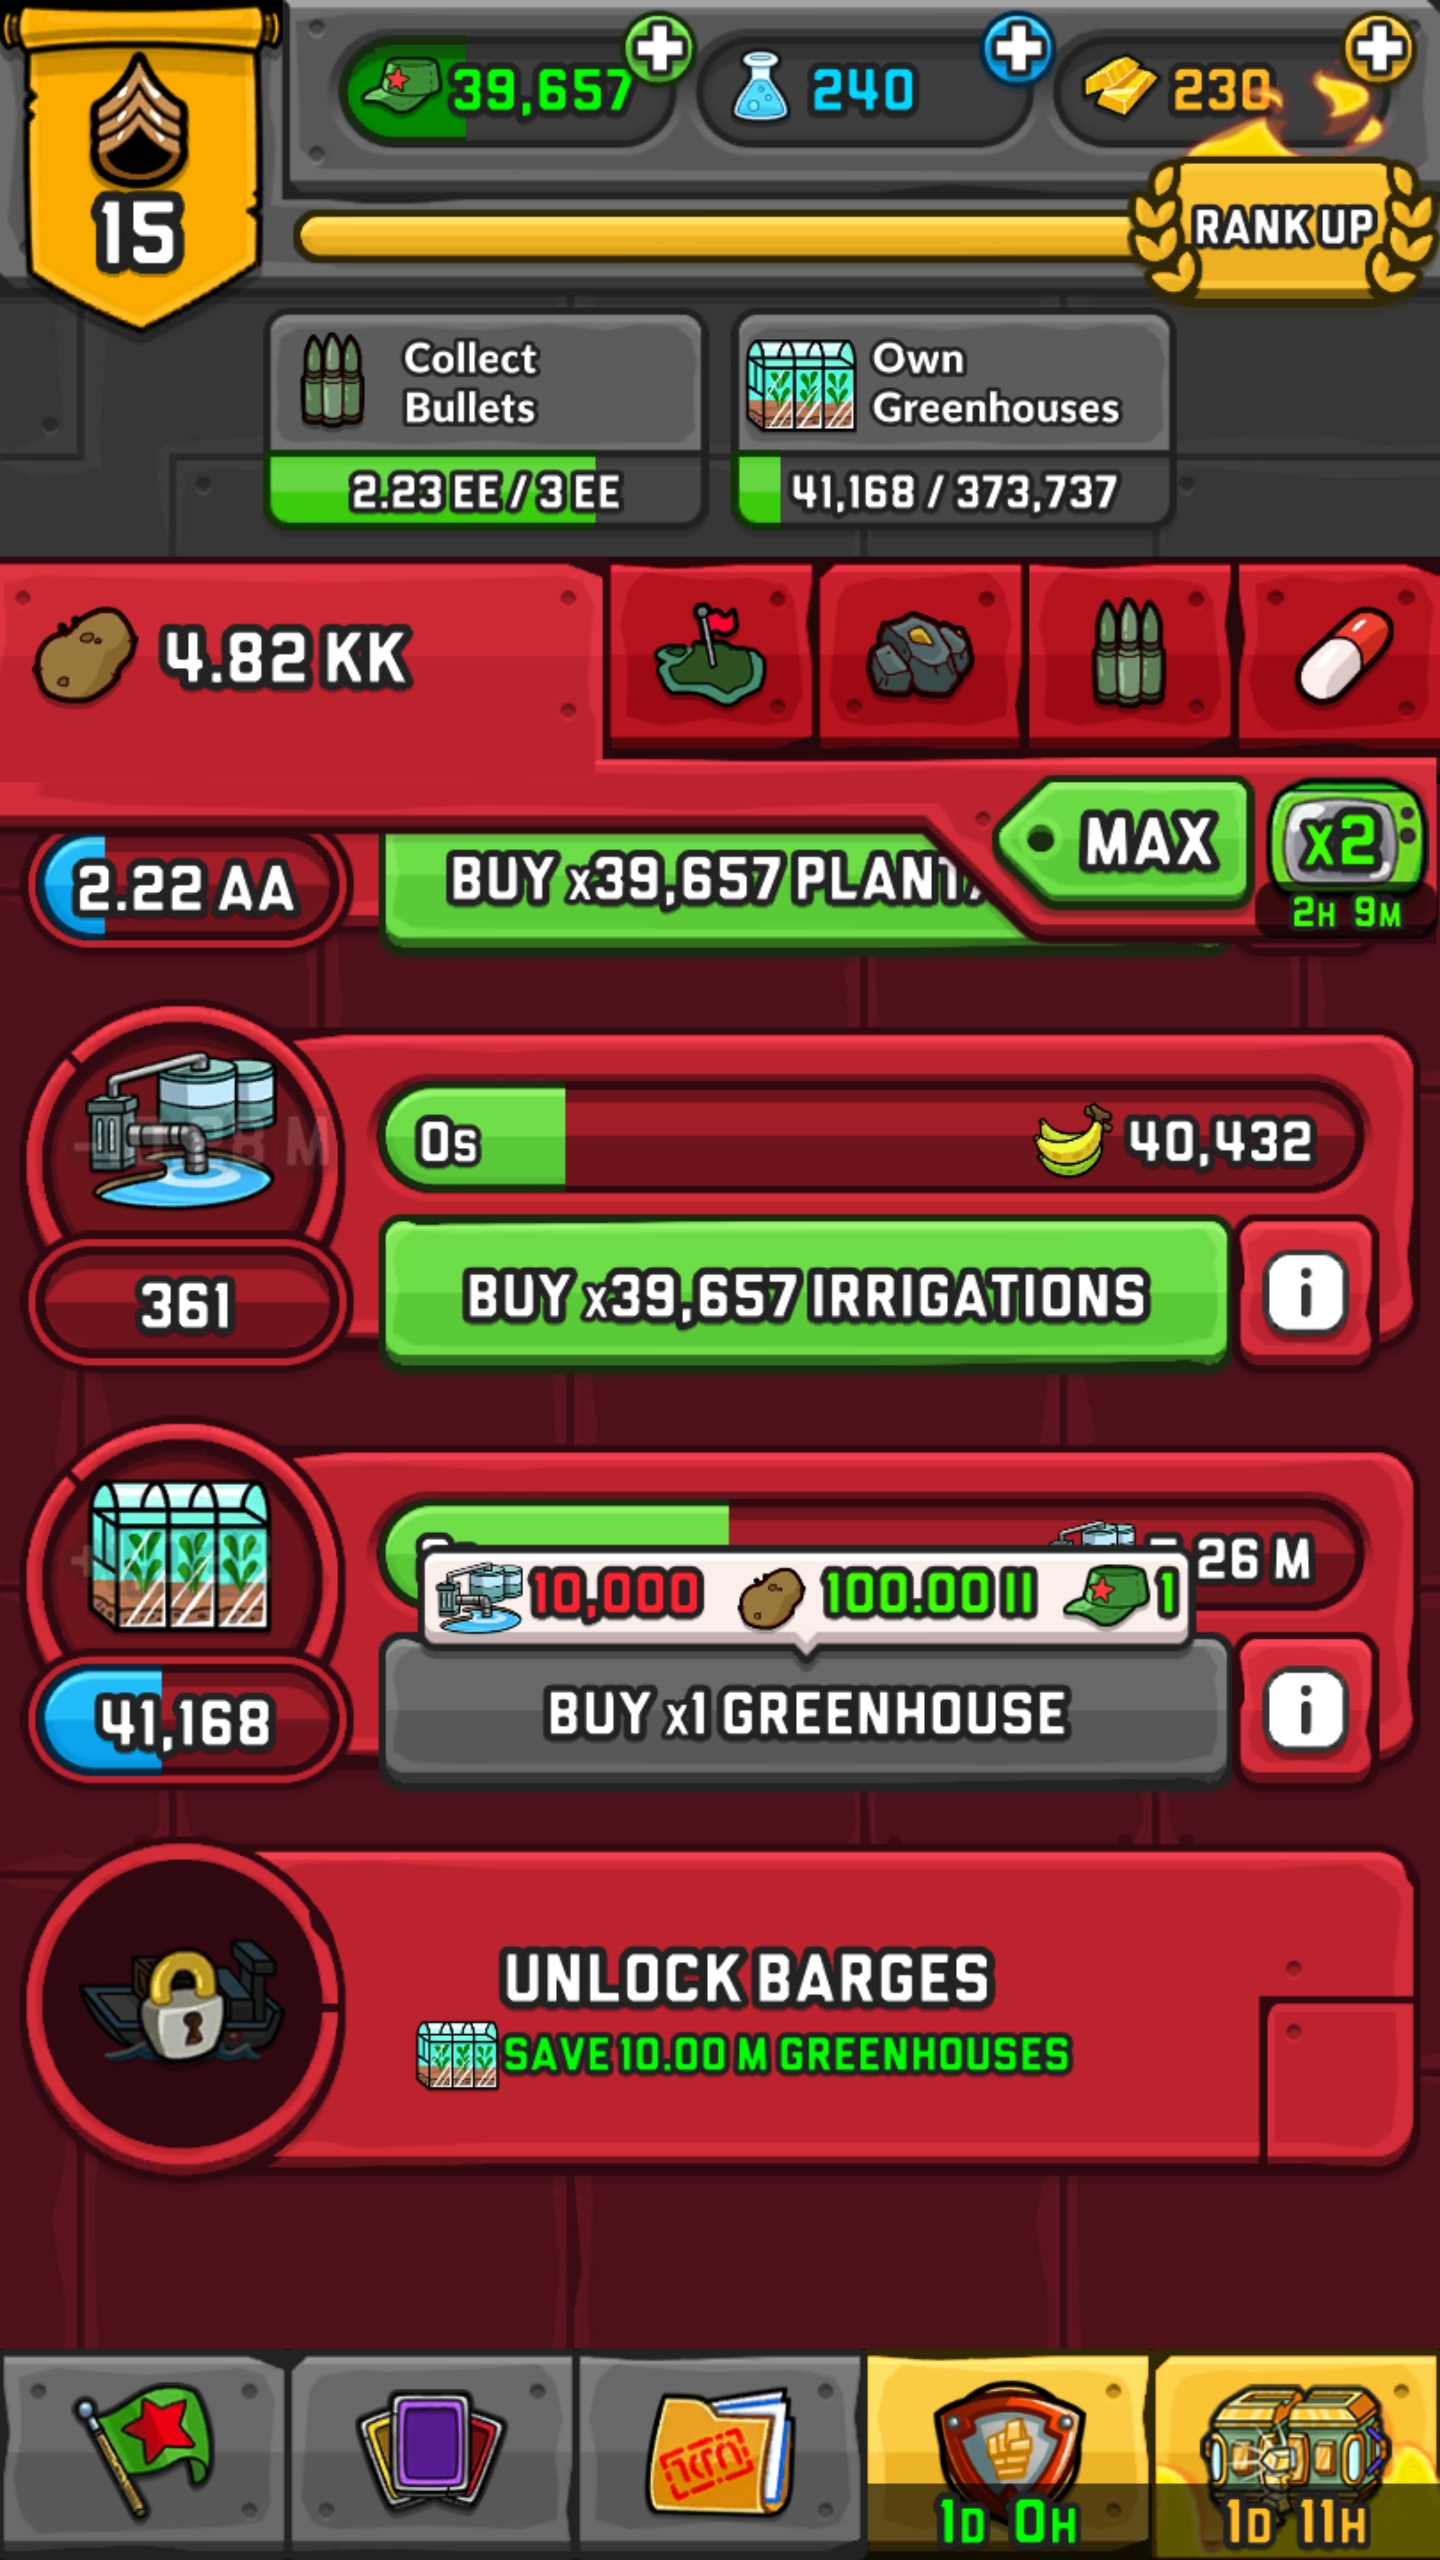 39,657
240
230
15
RANK UP
Collect
Bullets
Own
Greenhouses
2.23 EE / 3 EE
41,168 / 373,737
4.82 KK
MAX
x2
2H 9M
2.22 AA
BUY x39,657
0s
40,432
361
BUY x39,657 IRRIGATIONS
i
26 M
10,000
100.00 II
1
41,168
BUY x1 GREENHOUSE
i
UNLOCK BARGES
SAVE 10.00 M GREENHOUSES
1D 0H
1D 11H